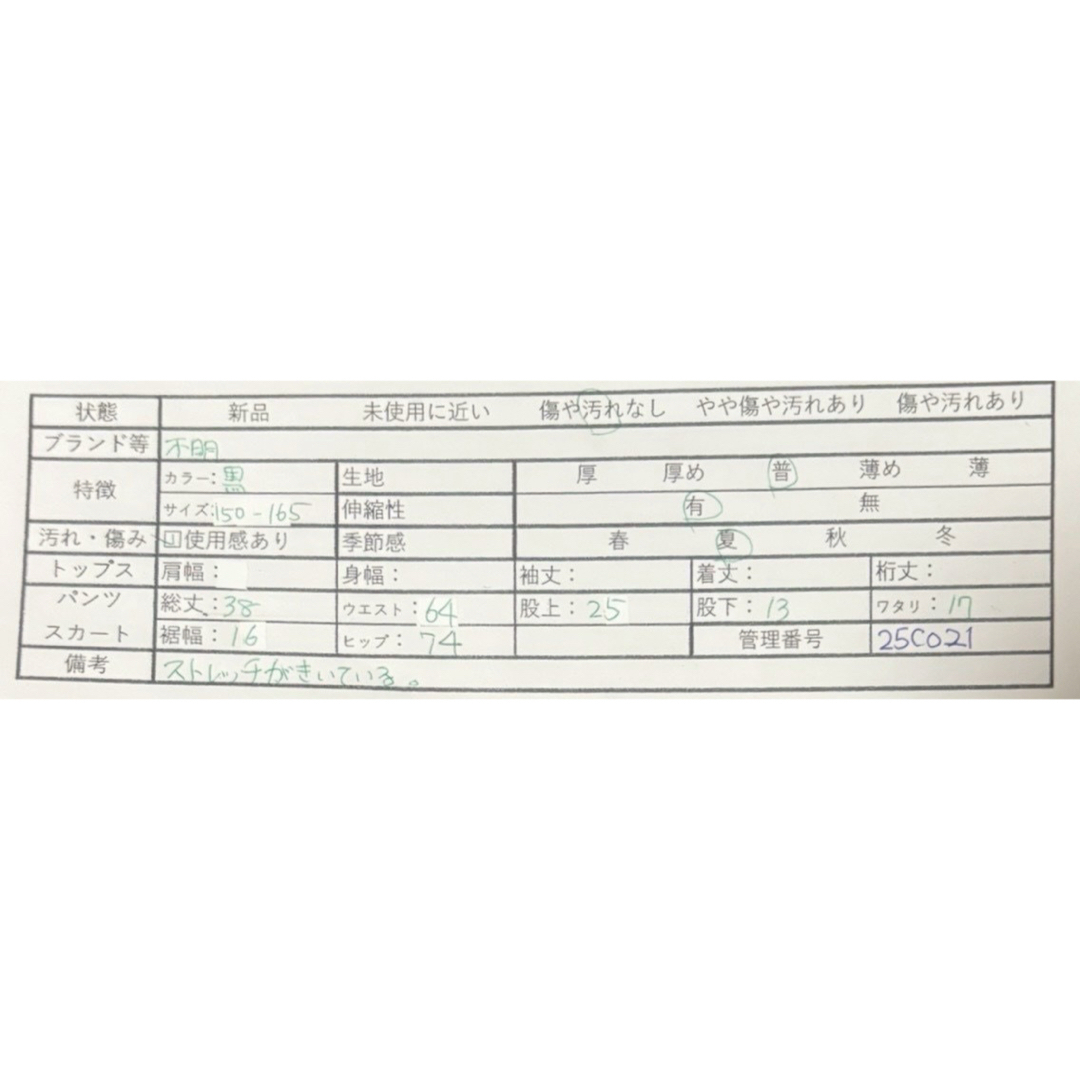 状態 新品 未使用に近い 傷や汚れなし やや傷や汚れあり 傷や汚れあり
ブランド等 不明
特徴 カラー：黒 生地 厚 厚め 普 薄め 薄
サイズ：150-165 伸縮性 有 無
汚れ・傷み 使用感あり 季節感 春 夏 秋 冬
トップス 肩幅： 身幅： 袖丈： 着丈： 裄丈：
パンツ 総丈：38 ウエスト：64 股上：25 股下：13 ワタリ：17
スカート 裾幅：16 ヒップ：74 管理番号 25C021
備考 ストレッチがきいている。